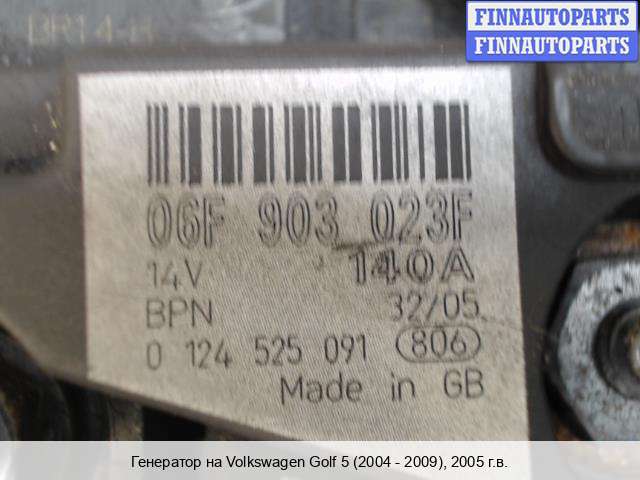 FINNAUTOPARTS
FINNAUTOPARTS
06F 903 023F
14V 140A
BPN 32/05
0 124 525 091 806
Made in GB
Генератор на Volkswagen Golf 5 (2004 - 2009), 2005 г.в.